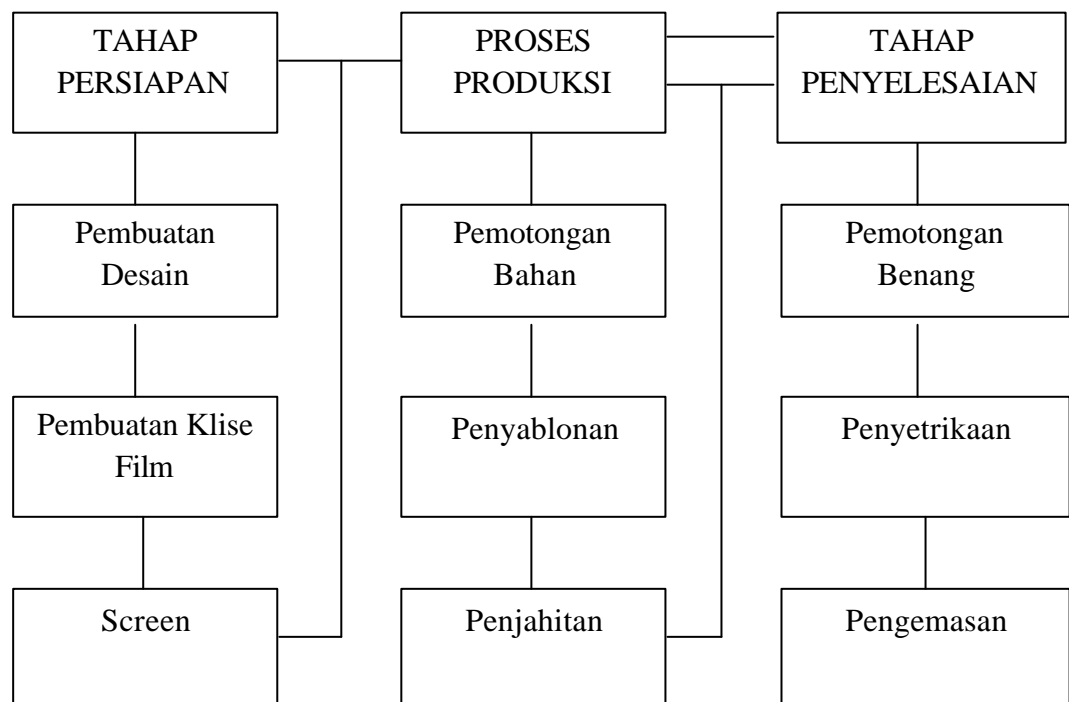 TAHAP
PERSIAPAN
PROSES
PRODUKSI
TAHAP
PENYELESAIAN
Pembuatan
Desain
Pemotongan
Bahan
Pemotongan
Benang
Pembuatan Klise
Film
Penyablonan
Penyetrikaan
Screen
Penjahitan
Pengemasan